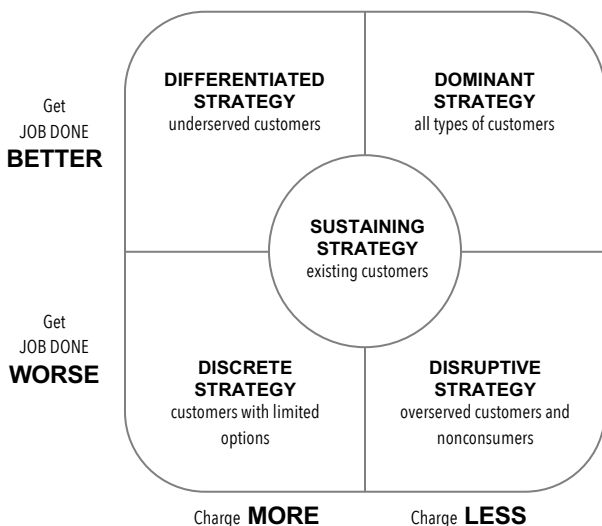 DIFFERENTIATED
STRATEGY
underserved customers
DOMINANT
STRATEGY
all types of customers
Get
JOB DONE
BETTER
SUSTAINING
STRATEGY
existing customers
Get
JOB DONE
WORSE
DISCRETE
STRATEGY
customers with limited
options
DISRUPTIVE
STRATEGY
overserved customers and
nonconsumers
Charge MORE
Charge LESS